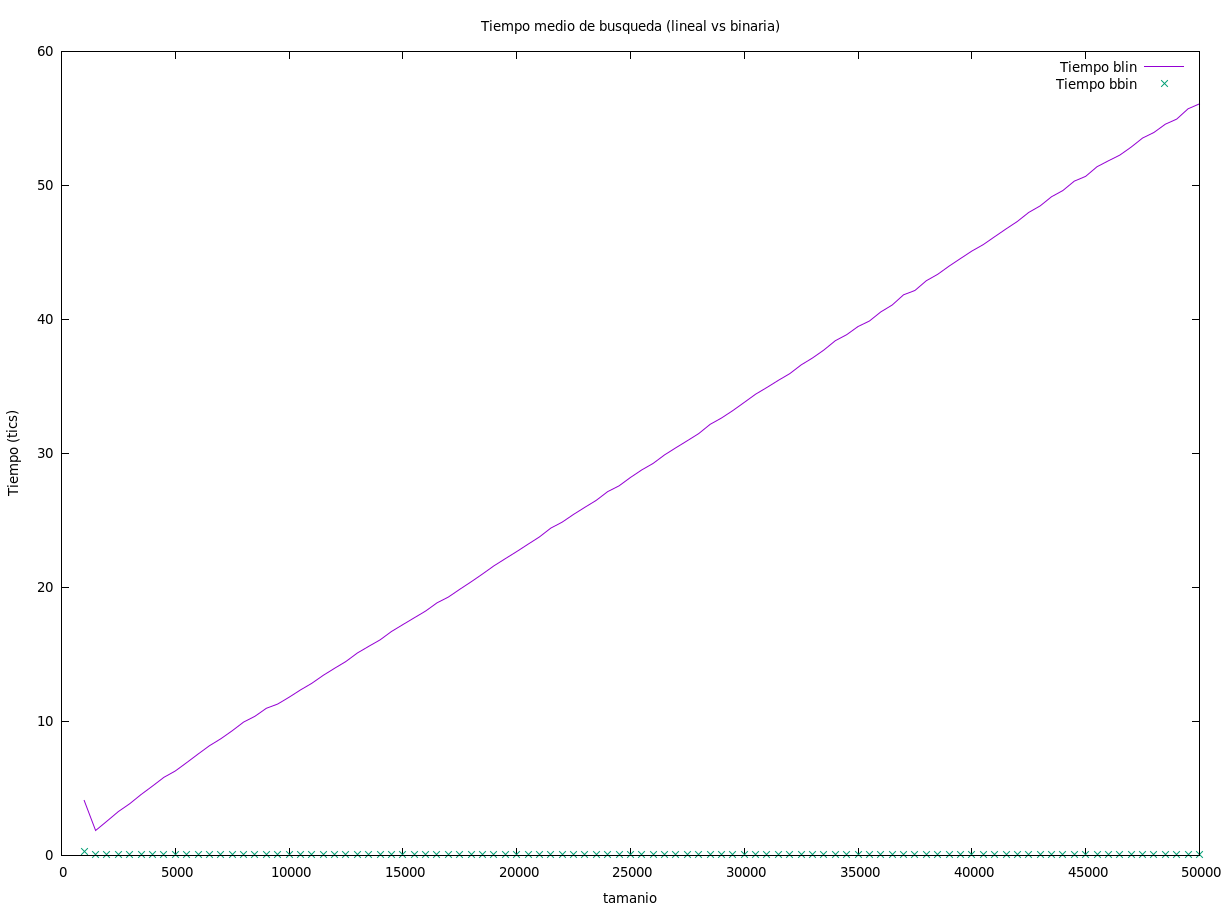 Tiempo medio de busqueda (lineal vs binaria)
60
Tiempo blin
Tiempo bbin
50
40
Tiempo (tics)
30
20
10
0
0 5000 10000 15000 20000 25000 30000 35000 40000 45000 50000
tamanio